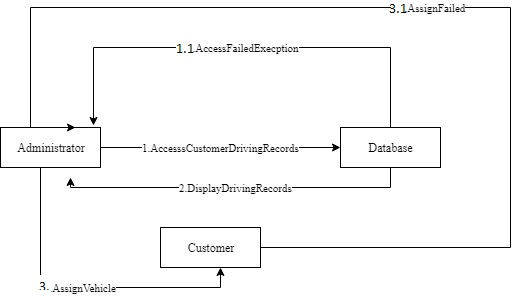 3.1AssignFailed
1.1AccessFailedExecption
Administrator
1.AccesssCustomerDrivingRecords
Database
2.DisplayDrivingRecords
Customer
3. AssignVehicle